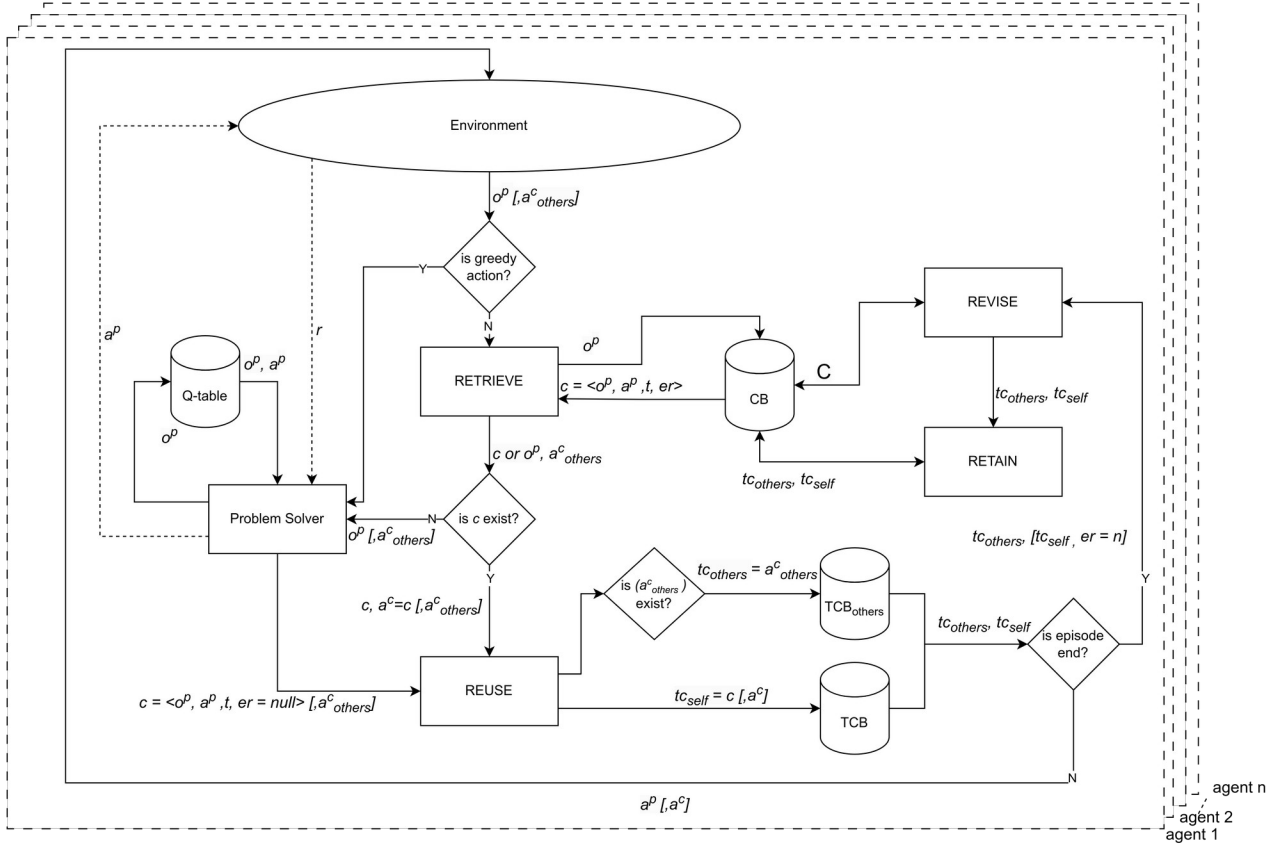 Environment
o^p [,a^c_others]
is greedy
action?
Y
N
a^p
r
REVISE
o^p
RETRIEVE
c = <o^p, a^p ,t, er>
CB
C
Q-table
o^p, a^p
o^p
tc_others, tc_self
c or o^p, a^c_others
RETAIN
tc_others, tc_self
Problem Solver
N
is c exist?
o^p [,a^c_others]
Y
tc_others, [tc_self , er = n]
Y
c, a^c=c [,a^c_others]
is (a^c_others )
exist?
tc_others = a^c_others
TCB_others
tc_others, tc_self
is episode
end?
REUSE
c = <o^p, a^p ,t, er = null> [,a^c_others]
tc_self = c [,a^c]
TCB
N
a^p [,a^c]
agent n
agent 2
agent 1